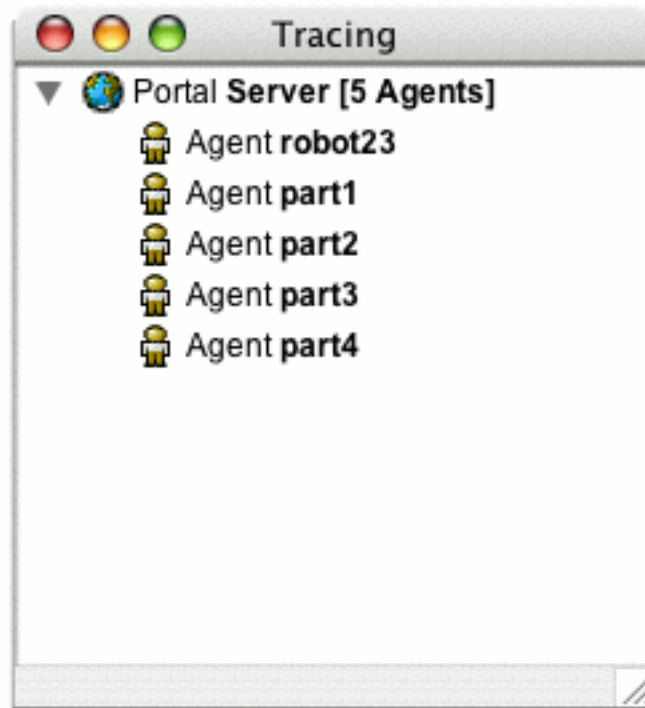 Tracing
Portal Server [5 Agents]
Agent robot23
Agent part1
Agent part2
Agent part3
Agent part4